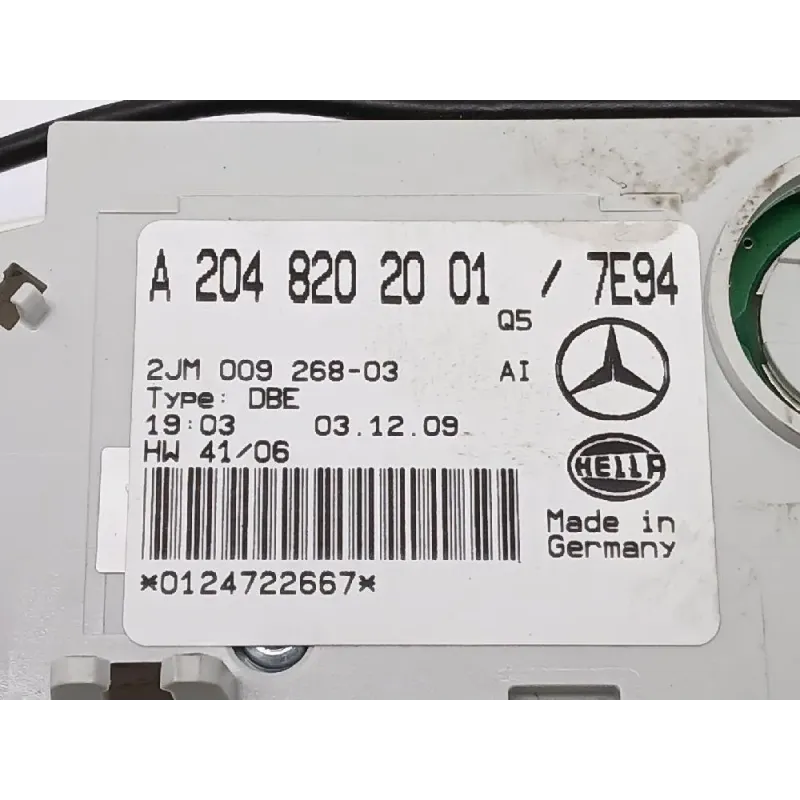 A 204 820 20 01 / 7E94
Q5
2JM 009 268-03 AI
Type: DBE
19:03 03.12.09
HW 41/06
HELLA
Made in
Germany
*0124722667*